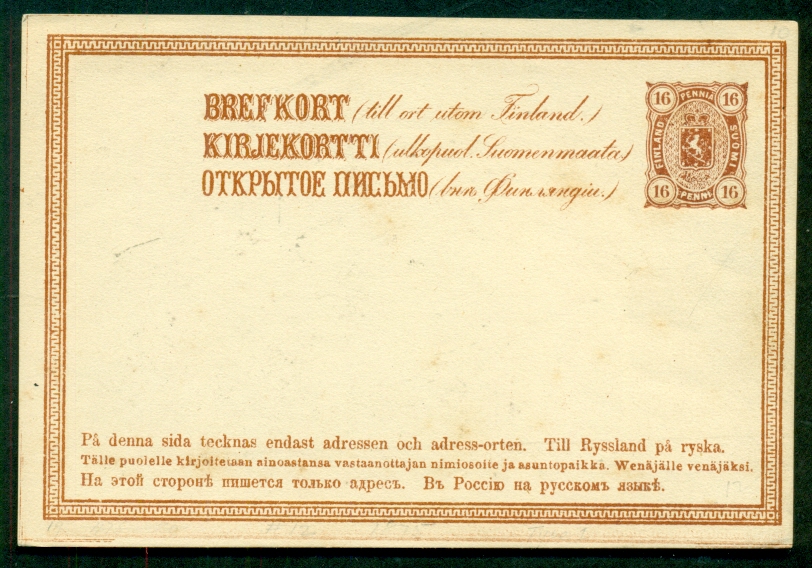 BREFKORT (till ort utom Finland.)
KIRJEKORTTI (ulkopuol. Suomenmaata)
ОТКРЫТОЕ ПИСЬМО (внѣ Финляндіи.)
16 PENNIÄ 16
FINLAND SUOMI
16 PENNI 16
På denna sida tecknas endast adressen och adress-orten. Till Ryssland på ryska.
Tälle puolelle kirjoitetaan ainoastansa vastaanottajan nimiosoite ja asuntopaikka. Wenäjälle venäjäksi.
На этой сторонѣ пишется только адресъ. Въ Россію на русскомъ языкѣ.